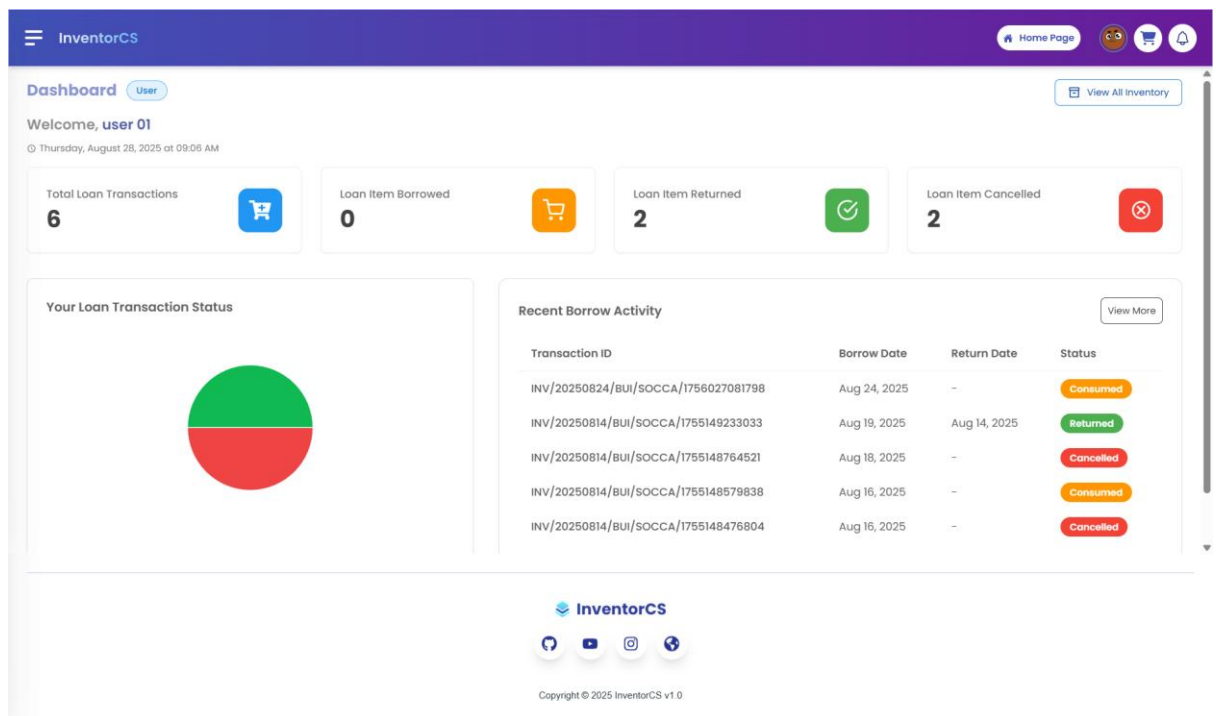 InventorCS
Home Page
Dashboard User
View All Inventory
Welcome, user 01
Thursday, August 28, 2025 at 09:06 AM
Total Loan Transactions
6
Loan Item Borrowed
0
Loan Item Returned
2
Loan Item Cancelled
2
Your Loan Transaction Status
Recent Borrow Activity
View More
Transaction ID Borrow Date Return Date Status
INV/20250824/BUI/SOCCA/1756027081798 Aug 24, 2025 - Consumed
INV/20250814/BUI/SOCCA/1755149233033 Aug 19, 2025 Aug 14, 2025 Returned
INV/20250814/BUI/SOCCA/1755148764521 Aug 18, 2025 - Cancelled
INV/20250814/BUI/SOCCA/1755148579838 Aug 16, 2025 - Consumed
INV/20250814/BUI/SOCCA/1755148476804 Aug 16, 2025 - Cancelled
InventorCS
Copyright © 2025 InventorCS v1.0